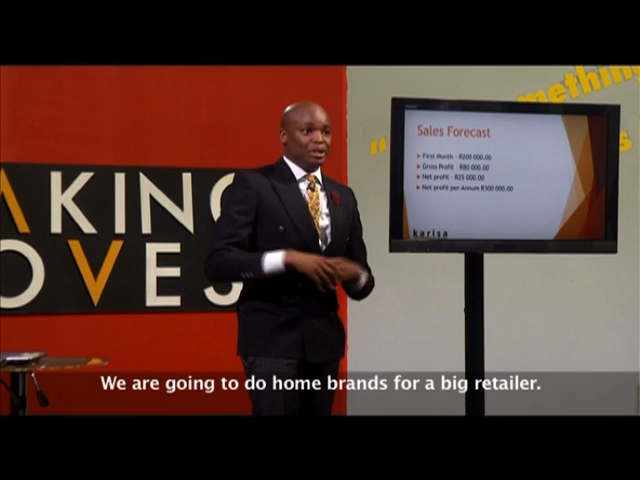 omething
AKING
OVES
Sales Forecast
First Month - R200 000.00
Gross Profit - R80 000.00
Net profit - R25 000.00
Net profit per Annum R300 000.00
karisa
We are going to do home brands for a big retailer.